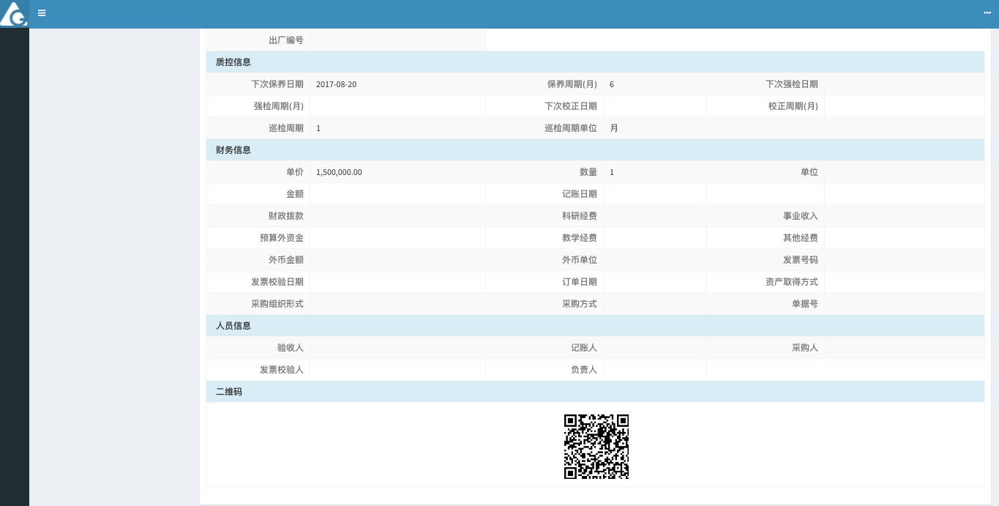 出厂编号
质控信息
下次保养日期 2017-08-20 保养周期(月) 6 下次强检日期
强检周期(月) 下次校正日期 校正周期(月)
巡检周期 1 巡检周期单位 月
财务信息
单价 1,500,000.00 数量 1 单位
金额 记账日期
财政拨款 科研经费 事业收入
预算外资金 教学经费 其他经费
外币金额 外币单位 发票号码
发票校验日期 订单日期 资产取得方式
采购组织形式 采购方式 单据号
人员信息
验收人 记账人 采购人
发票校验人 负责人
二维码